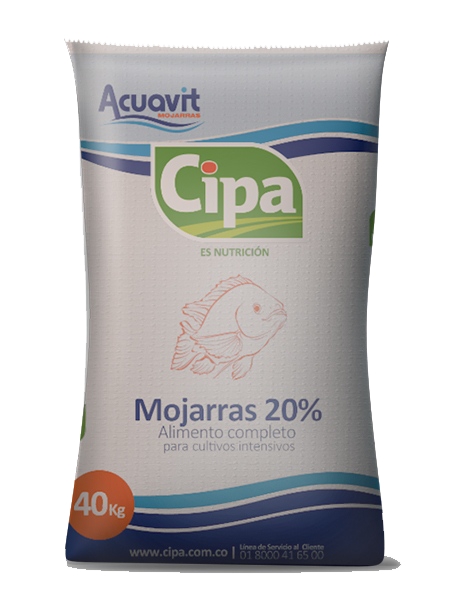 Acuavit
MOJARRAS
Cipa
ES NUTRICIÓN
Mojarras 20%
Alimento completo
para cultivos intensivos
40Kg
www.cipa.com.co
Línea de Servicio al Cliente
01 8000 41 65 00